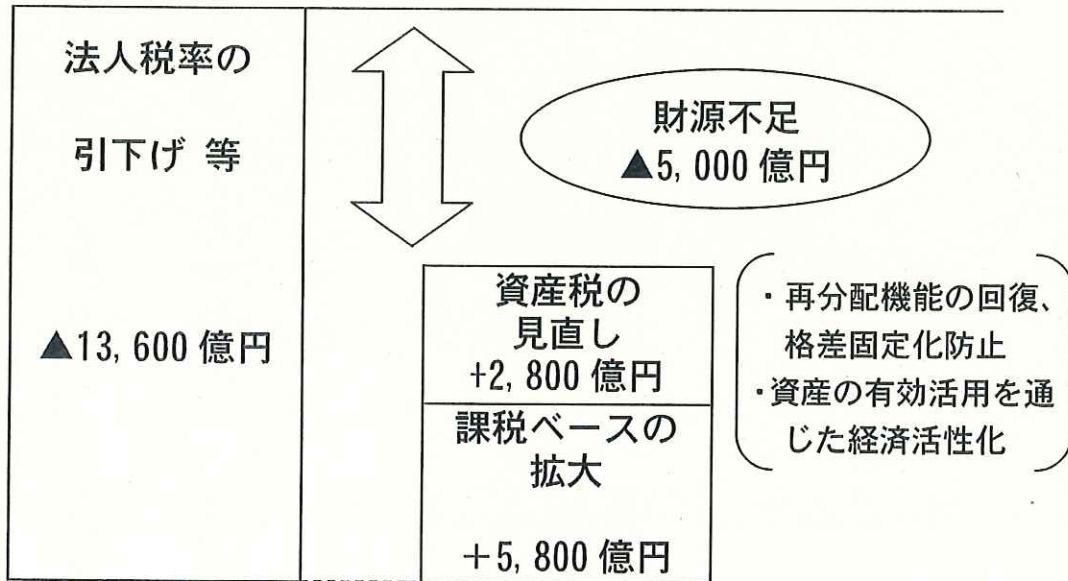 法人税率の
引下げ 等
▲13,600 億円
財源不足
▲5,000 億円
資産税の
見直し
+2,800 億円
課税ベースの
拡大
+5,800 億円
・再分配機能の回復、
格差固定化防止
・資産の有効活用を通
じた経済活性化